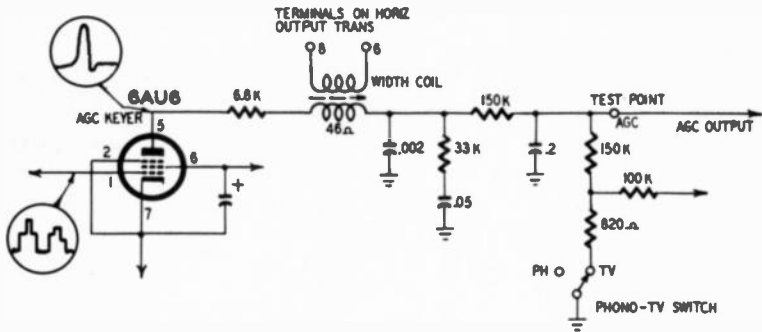 TERMINALS ON HORIZ
OUTPUT TRANS
8 6
6AU6
AGC KEYER
5
6.8K
WIDTH COIL
46Ω
150K
TEST POINT
AGC
AGC OUTPUT
2
1
6
7
+
.002
33K
.05
.2
150K
100K
820Ω
PH
TV
PHONO-TV SWITCH